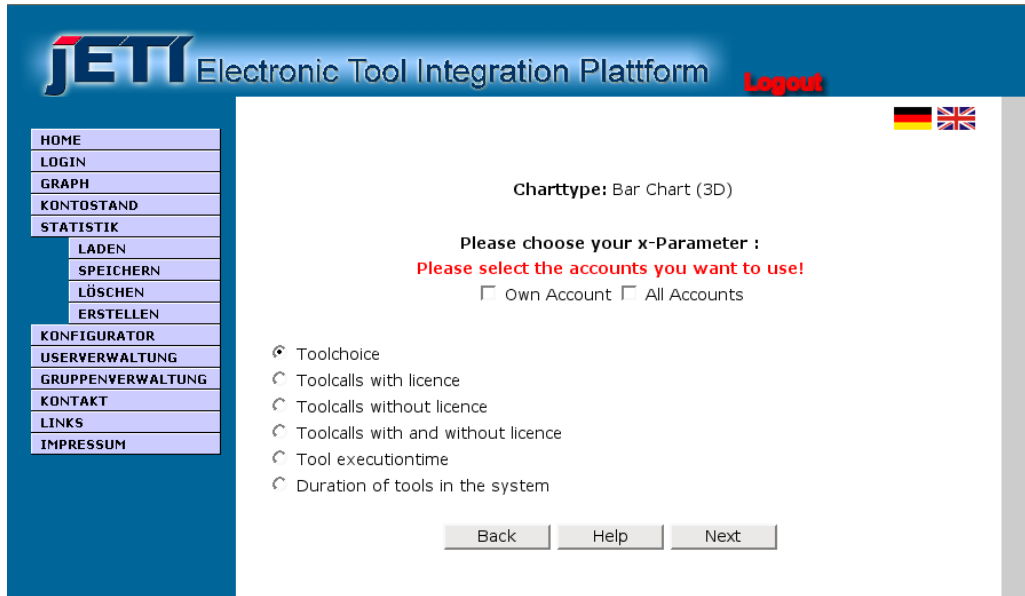 jETI Electronic Tool Integration Plattform
Logout
HOME
LOGIN
GRAPH
KONTOSTAND
STATISTIK
LADEN
SPEICHERN
LÖSCHEN
ERSTELLEN
KONFIGURATOR
USERVERWALTUNG
GRUPPENVERWALTUNG
KONTAKT
LINKS
IMPRESSUM
Charttype: Bar Chart (3D)
Please choose your x-Parameter :
Please select the accounts you want to use!
Own Account All Accounts
Toolchoice
Toolcalls with licence
Toolcalls without licence
Toolcalls with and without licence
Tool executiontime
Duration of tools in the system
Back Help Next